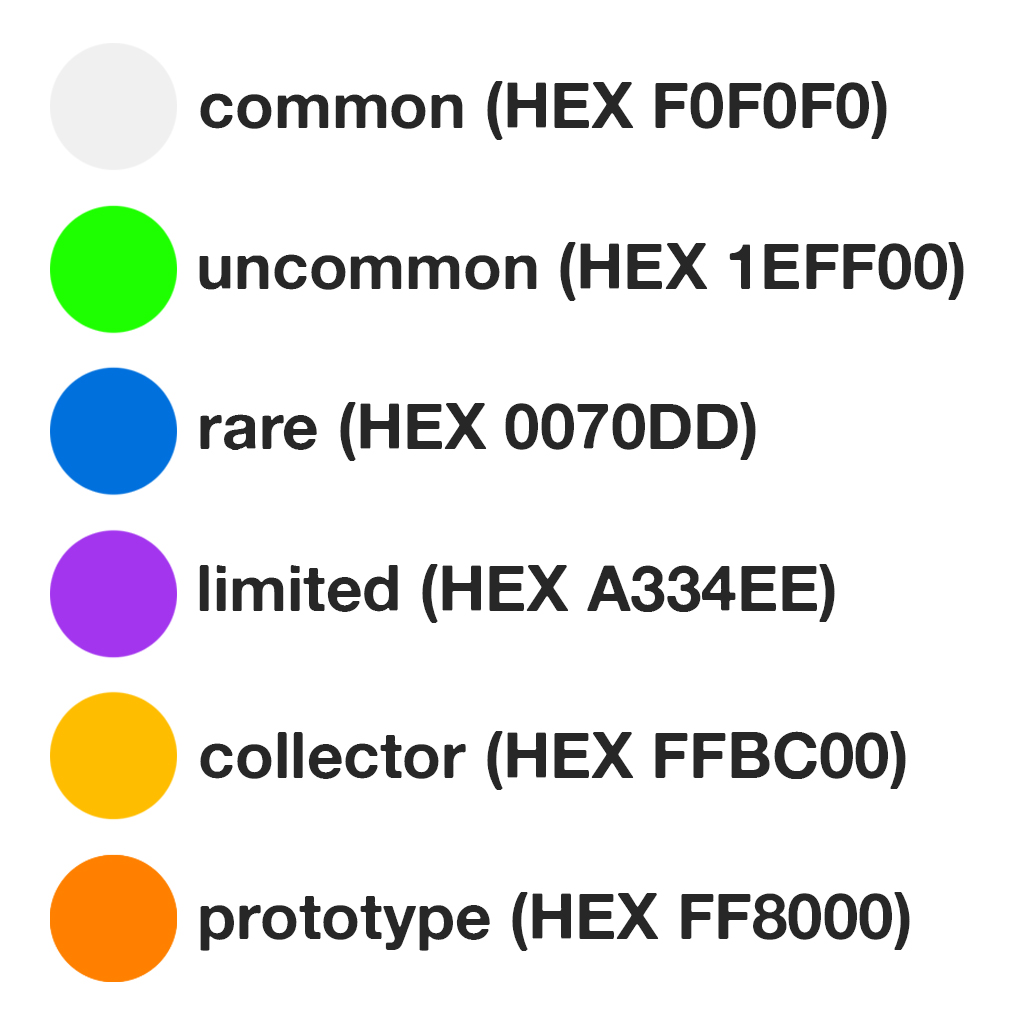 common (HEX F0F0F0)
uncommon (HEX 1EFF00)
rare (HEX 0070DD)
limited (HEX A334EE)
collector (HEX FFBC00)
prototype (HEX FF8000)